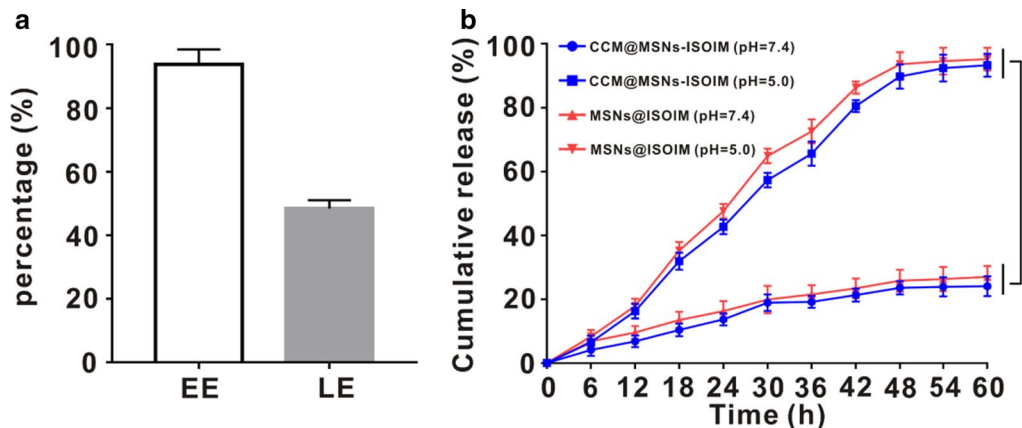 a
percentage (%)
100
80
60
40
20
0
EE
LE
b
Cumulative release (%)
100
80
60
40
20
0
CCM@MSNs-ISOIM (pH=7.4)
CCM@MSNs-ISOIM (pH=5.0)
MSNs@ISOIM (pH=7.4)
MSNs@ISOIM (pH=5.0)
0 6 12 18 24 30 36 42 48 54 60
Time (h)